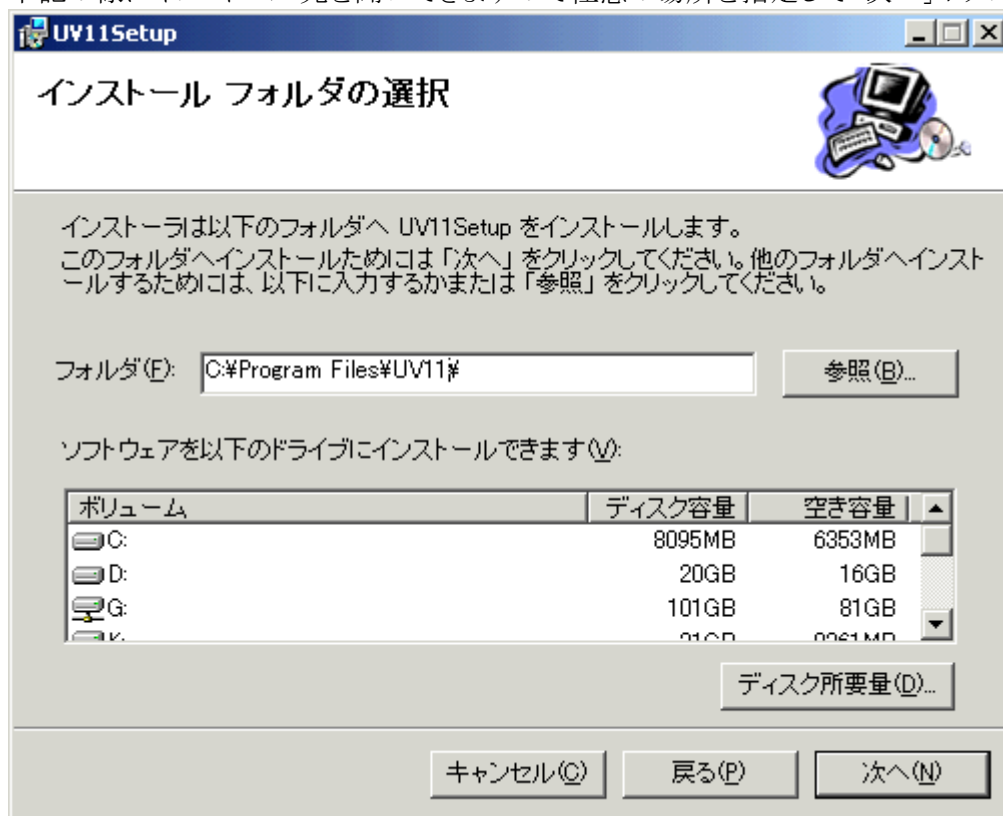 UV11Setup
インストール フォルダの選択
インストーラは以下のフォルダへ UV11Setup をインストールします。
このフォルダへインストールためには「次へ」をクリックしてください。他のフォルダへインスト
ールするためには、以下に入力するかまたは「参照」をクリックしてください。
フォルダ(F): C:¥Program Files¥UV11¥ 参照(B)...
ソフトウェアを以下のドライブにインストールできます(V):
ボリューム ディスク容量 空き容量
C: 8095MB 6353MB
D: 20GB 16GB
G: 101GB 81GB
ディスク所要量(D)...
キャンセル(C) 戻る(P) 次へ(N)